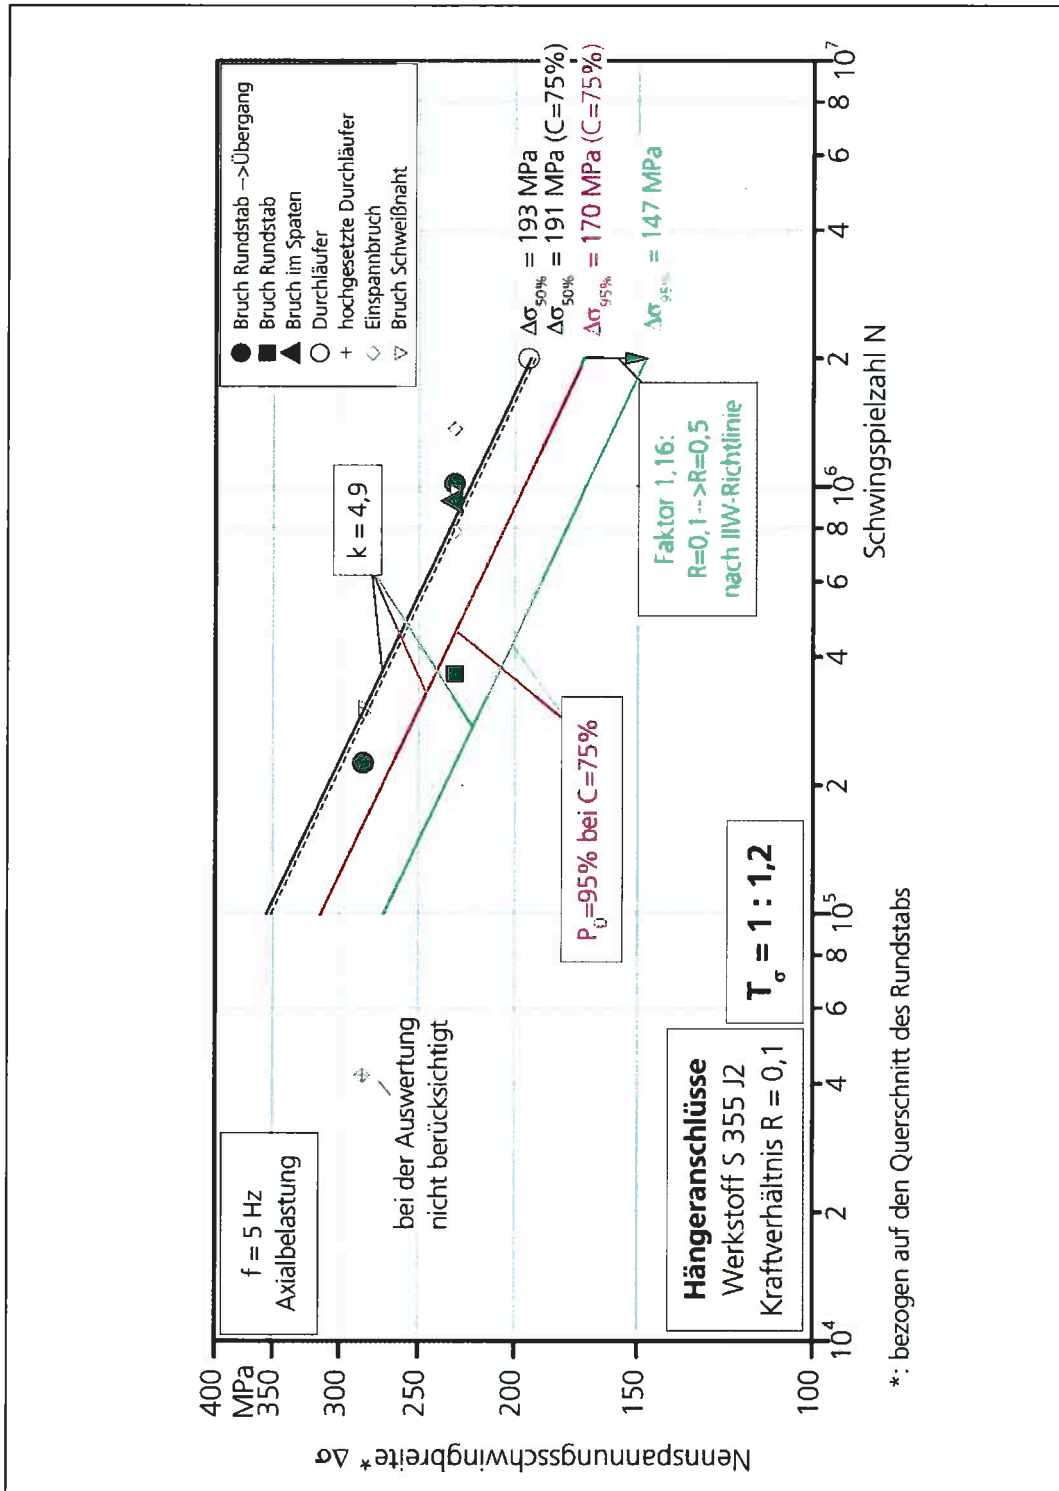 400
MPa
350
300
250
200
150
100
Nennspannungsschwingbreite* Δσ
f = 5 Hz
Axialbelastung
bei der Auswertung
nicht berücksichtigt
Hängeranschlüsse
Werkstoff S 355 J2
Kraftverhältnis R = 0,1
Tσ = 1 : 1,2
PÜ=95% bei C=75%
k = 4,9
Faktor 1,16:
R=0,1-->R=0,5
nach IIW-Richtlinie
Bruch Rundstab -->Übergang
Bruch Rundstab
Bruch im Spaten
Durchläufer
hochgesetzte Durchläufer
Einspannbruch
Bruch Schweißnaht
Δσ50% = 193 MPa
Δσ50% = 191 MPa (C=75%)
Δσ95% = 170 MPa (C=75%)
Δσ95% = 147 MPa
10⁴ 2 4 6 8 10⁵ 2 4 6 8 10⁶ 2 4 6 8 10⁷
Schwingspielzahl N
*: bezogen auf den Querschnitt des Rundstabs